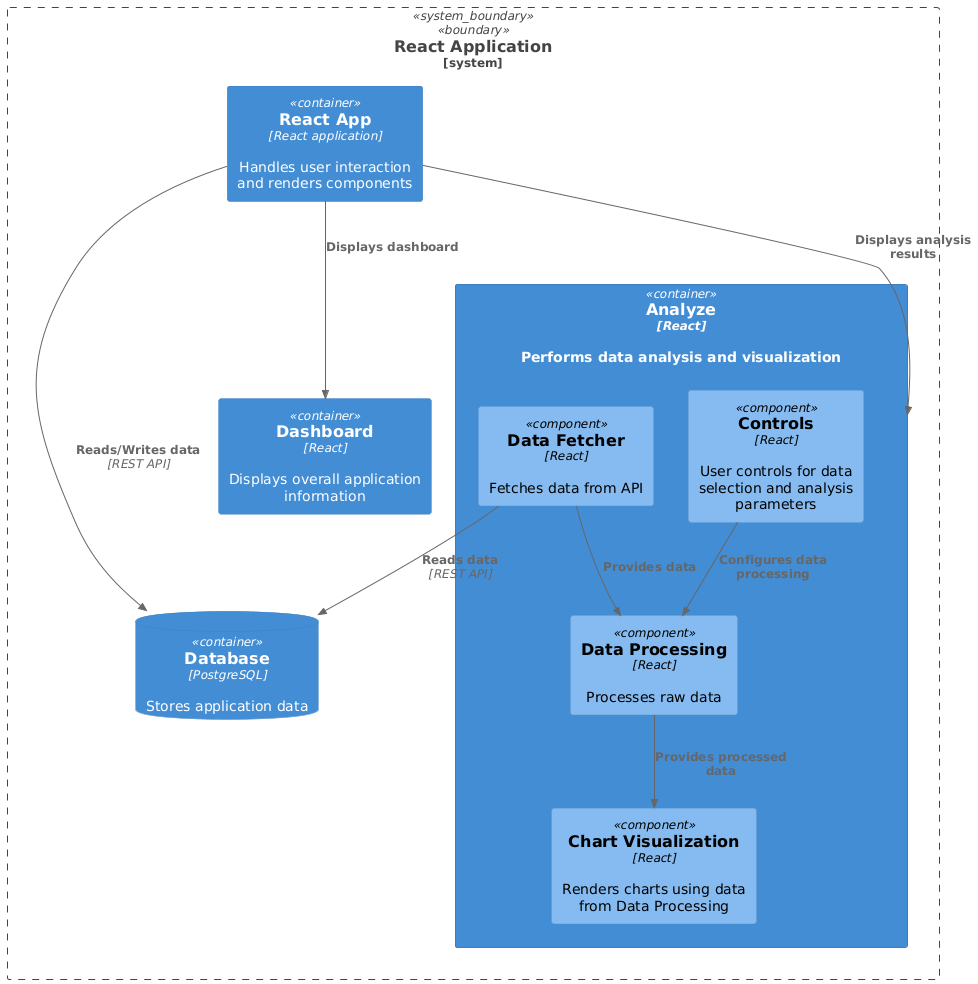 «system_boundary»
«boundary»
React Application
[system]
«container»
React App
[React application]
Handles user interaction
and renders components
Displays dashboard
Displays analysis
results
«container»
Analyze
[React]
Performs data analysis and visualization
«container»
Dashboard
[React]
Displays overall application
information
«component»
Data Fetcher
[React]
Fetches data from API
«component»
Controls
[React]
User controls for data
selection and analysis
parameters
Reads/Writes data
[REST API]
Reads data
[REST API]
Provides data
Configures data
processing
«container»
Database
[PostgreSQL]
Stores application data
«component»
Data Processing
[React]
Processes raw data
Provides processed
data
«component»
Chart Visualization
[React]
Renders charts using data
from Data Processing